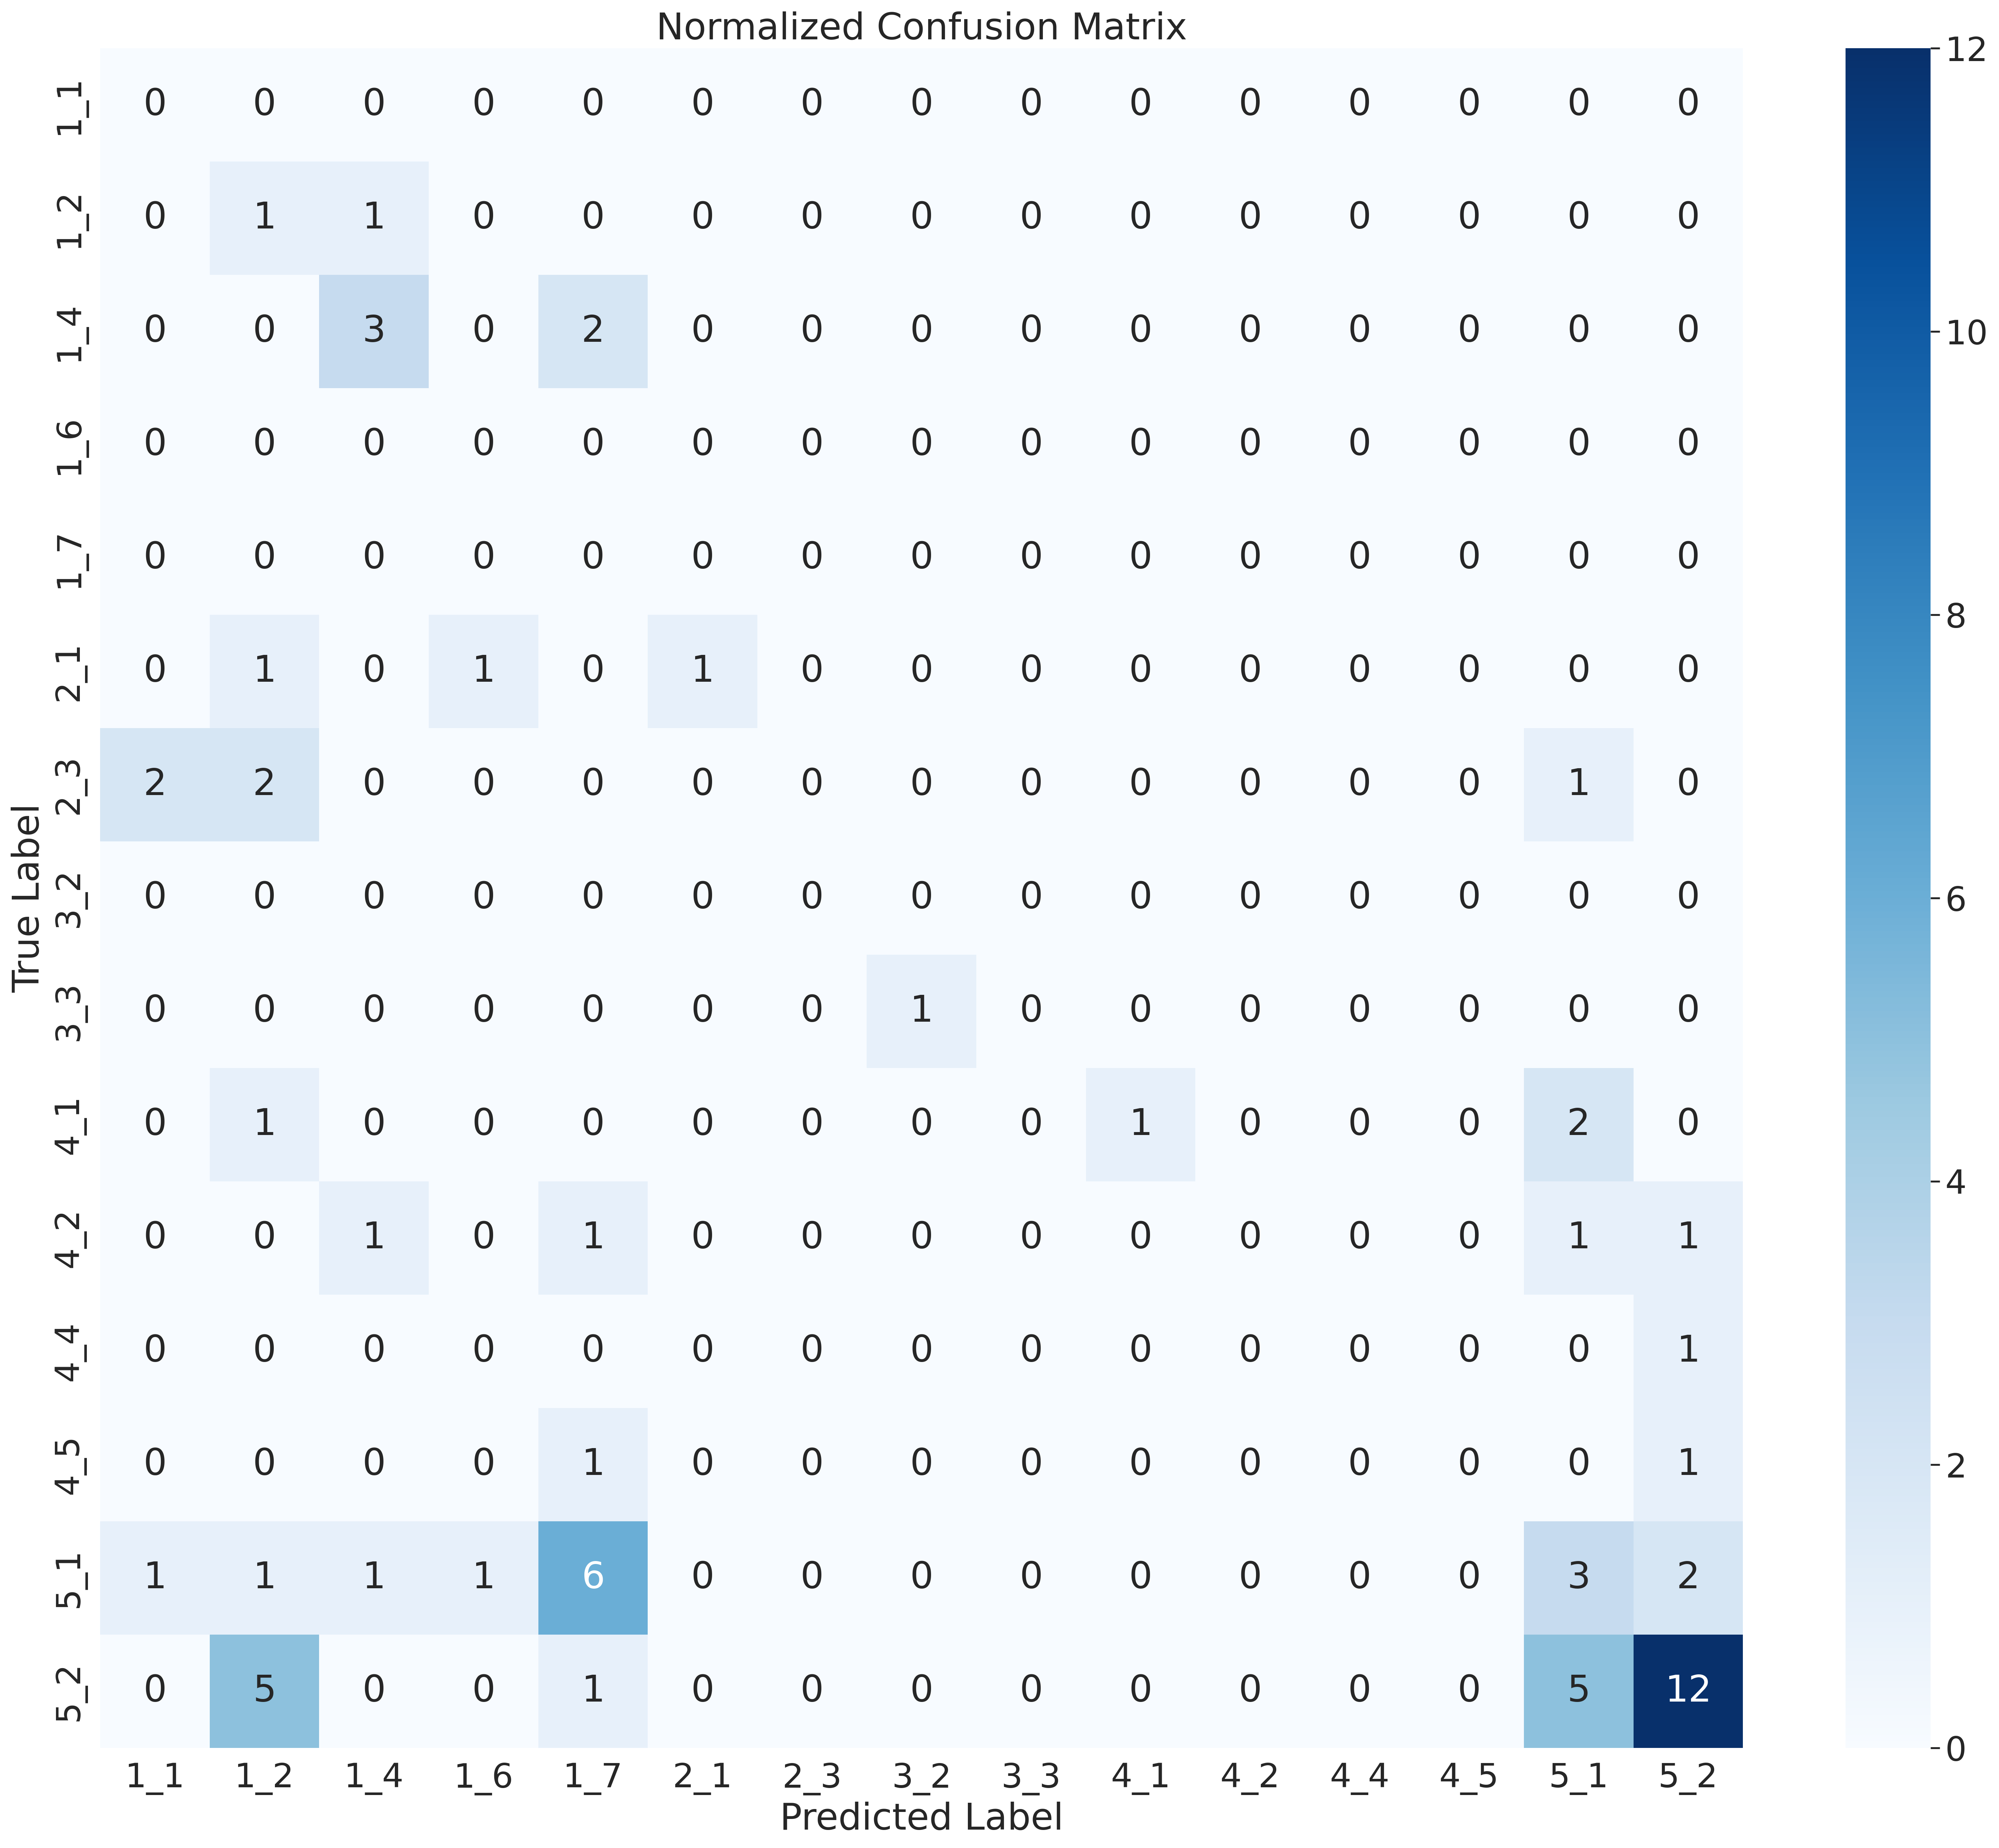 Normalized Confusion Matrix
1_1 0 0 0 0 0 0 0 0 0 0 0 0 0 0 0
1_2 0 1 1 0 0 0 0 0 0 0 0 0 0 0 0
1_4 0 0 3 0 2 0 0 0 0 0 0 0 0 0 0
1_6 0 0 0 0 0 0 0 0 0 0 0 0 0 0 0
1_7 0 0 0 0 0 0 0 0 0 0 0 0 0 0 0
2_1 0 1 0 1 0 1 0 0 0 0 0 0 0 0 0
2_3 2 2 0 0 0 0 0 0 0 0 0 0 0 1 0
3_2 0 0 0 0 0 0 0 0 0 0 0 0 0 0 0
3_3 0 0 0 0 0 0 0 1 0 0 0 0 0 0 0
4_1 0 1 0 0 0 0 0 0 0 1 0 0 0 2 0
4_2 0 0 1 0 1 0 0 0 0 0 0 0 0 1 1
4_4 0 0 0 0 0 0 0 0 0 0 0 0 0 0 1
4_5 0 0 0 0 1 0 0 0 0 0 0 0 0 0 1
5_1 1 1 1 1 6 0 0 0 0 0 0 0 0 3 2
5_2 0 5 0 0 1 0 0 0 0 0 0 0 0 5 12
1_1 1_2 1_4 1_6 1_7 2_1 2_3 3_2 3_3 4_1 4_2 4_4 4_5 5_1 5_2
Predicted Label
True Label
12
10
8
6
4
2
0